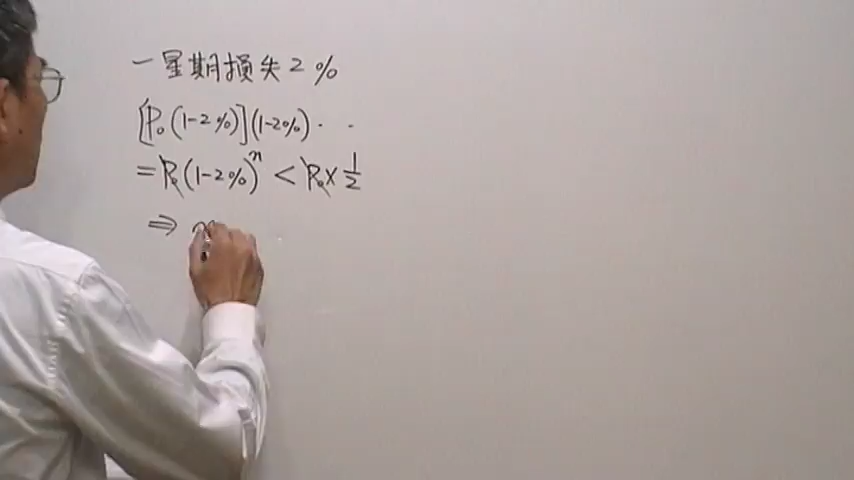 一星期損失2%
[P₀(1-2%)](1-2%)··
=P₀(1-2%)ⁿ < P₀×1/2
⇒ n